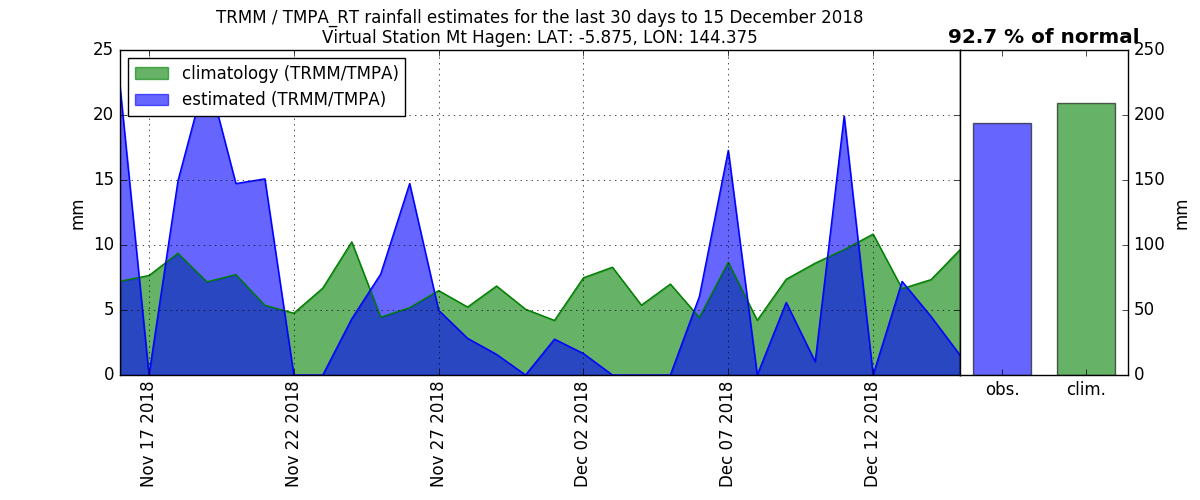 TRMM / TMPA_RT rainfall estimates for the last 30 days to 15 December 2018
Virtual Station Mt Hagen: LAT: -5.875, LON: 144.375
92.7 % of normal
climatology (TRMM/TMPA)
estimated (TRMM/TMPA)
25
20
15
10
5
0
mm
Nov 17 2018
Nov 22 2018
Nov 27 2018
Dec 02 2018
Dec 07 2018
Dec 12 2018
obs.
clim.
250
200
150
100
50
0
mm